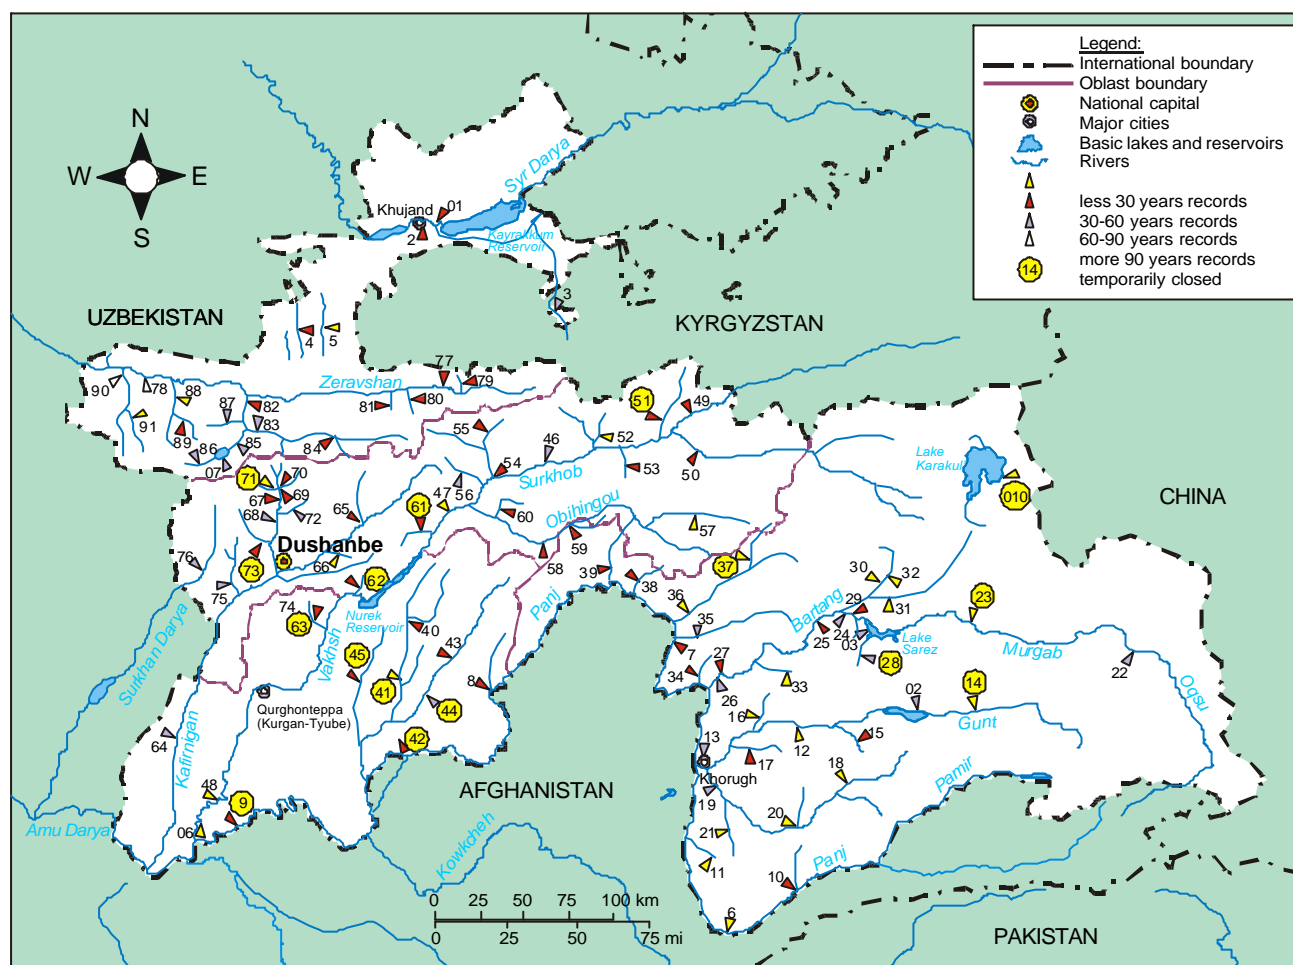 Legend:
International boundary
Oblast boundary
National capital
Major cities
Basic lakes and reservoirs
Rivers
less 30 years records
30-60 years records
60-90 years records
more 90 years records
14
temporarily closed
N
W
E
S
Syr Darya
Khujand
01
2
Kayrakkum
Reservoir
3
UZBEKISTAN
KYRGYZSTAN
4
5
77
79
Zeravshan
90
78
88
87
82
83
81
80
51
49
91
89
86
85
84
55
46
52
07
71
70
54
53
50
Lake
Karakul
Surkhob
67
69
61
47
56
010
CHINA
68
72
65
60
Obihingou
57
Dushanbe
76
73
66
62
58
59
37
39
38
30
32
75
74
63
Nurek
Reservoir
Panj
36
35
Bartang
29
31
23
40
43
25
24
03
Lake
Sarez
Murgab
Surkhan Darya
Vakhsh
45
7
27
28
22
41
8
34
33
02
14
Oqsu
Qurghonteppa
(Kurgan-Tyube)
44
26
16
Gunt
64
Kafirnigan
42
13
12
15
17
Khorugh
18
Pamir
AFGHANISTAN
48
9
19
20
Amu Darya
06
21
Kowkcheh
11
10
Panj
6
0 25 50 75 100 km
0 25 50 75 mi
PAKISTAN